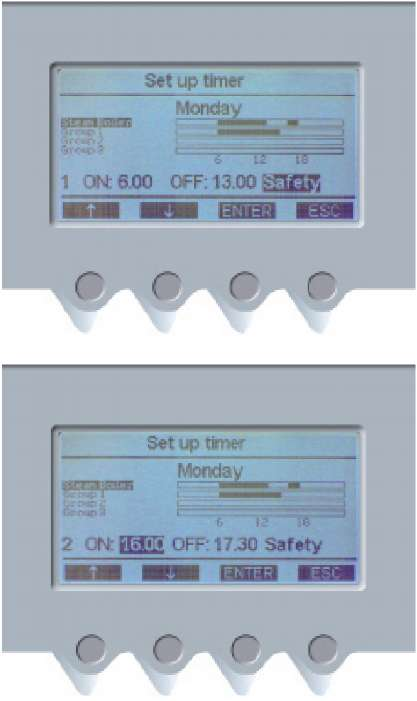 Set up timer
Monday
Steam Boiler
Group 1
Group 2
Group 3
6 12 18
1 ON: 6.00 OFF: 13.00 Safety
↑ ↓ ENTER ESC
Set up timer
Monday
Steam Boiler
Group 1
Group 2
Group 3
6 12 18
2 ON: 16.00 OFF: 17.30 Safety
↑ ↓ ENTER ESC